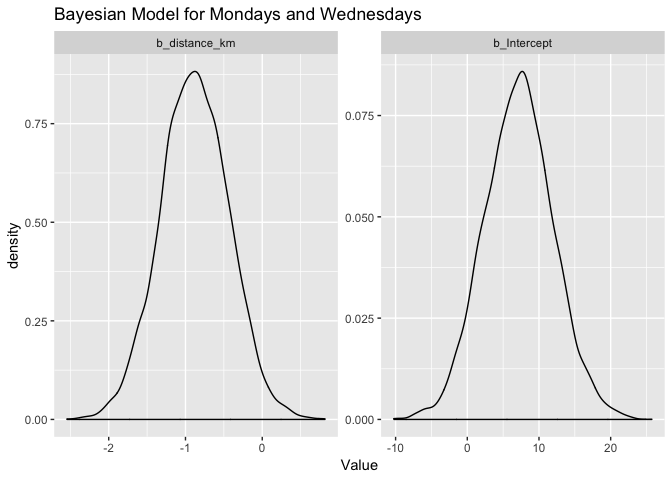 Bayesian Model for Mondays and Wednesdays
b_distance_km
b_Intercept
density
0.75
0.50
0.25
0.00
0.075
0.050
0.025
0.000
-2 -1 0
-10 0 10 20
Value